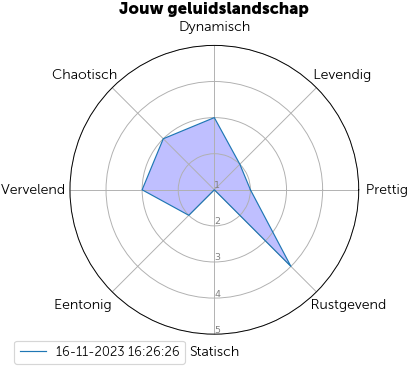 Jouw geluidslandschap
Dynamisch
Chaotisch
Levendig
Vervelend
1
Prettig
2
3
4
Eentonig
Rustgevend
5
16-11-2023 16:26:26
Statisch